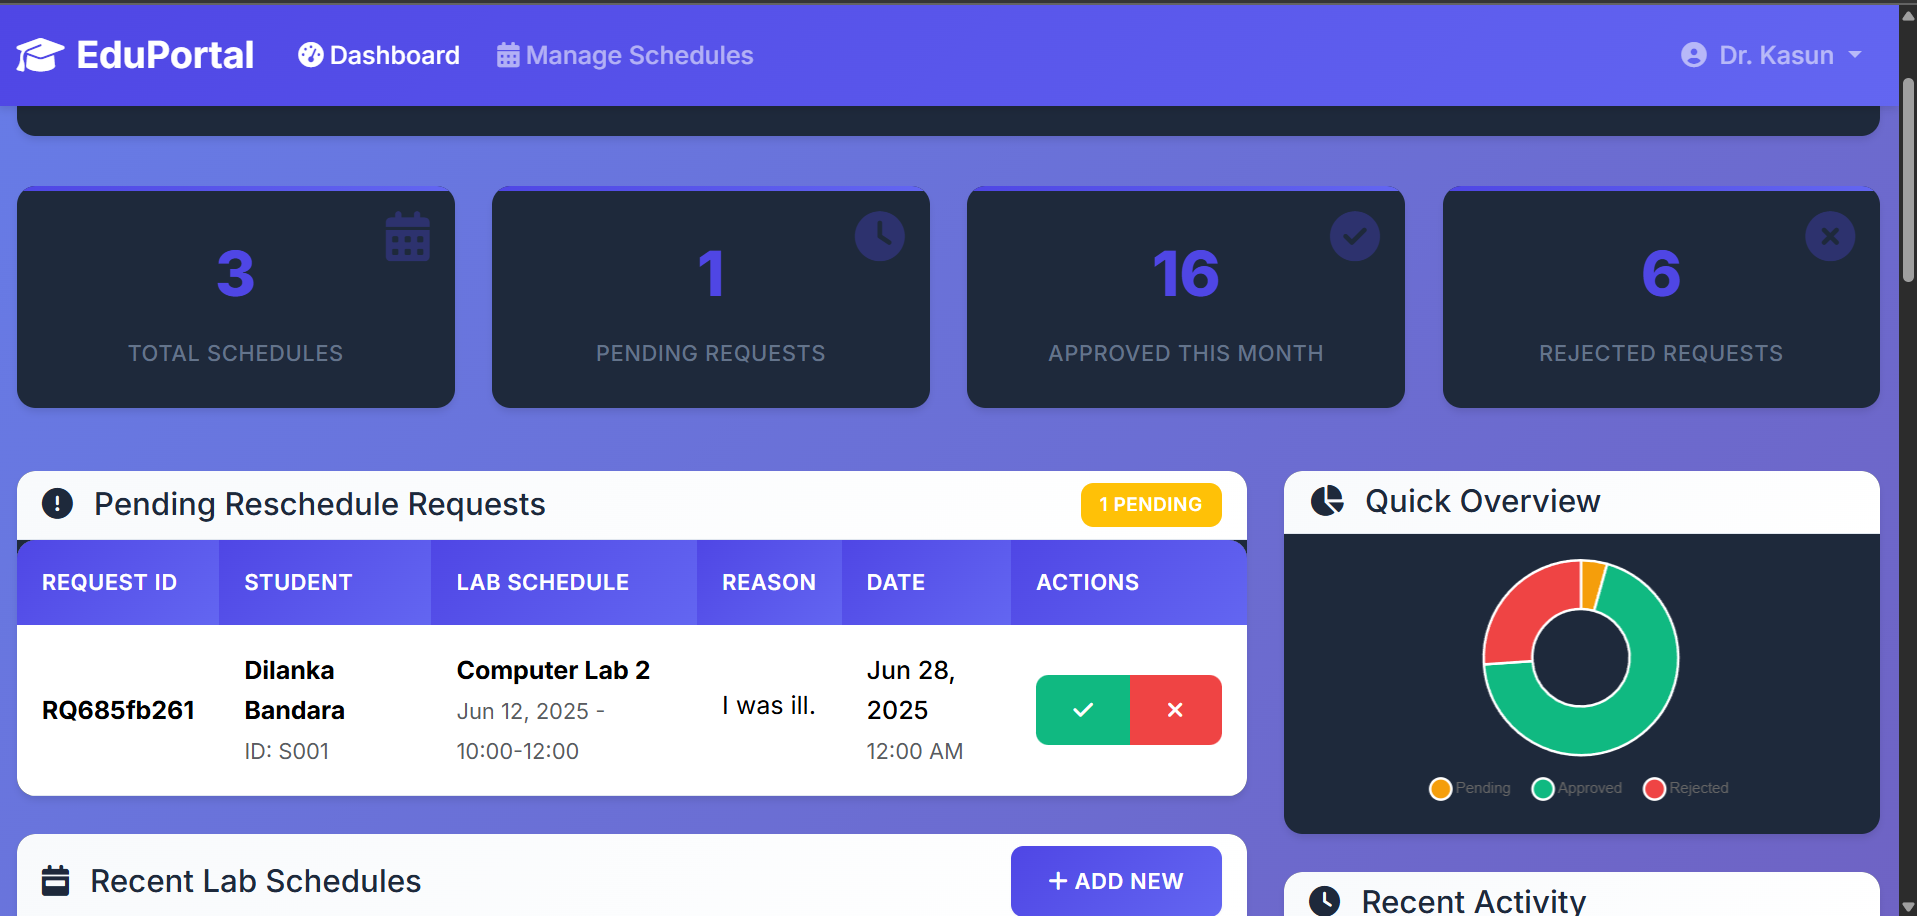 EduPortal
Dashboard
Manage Schedules
Dr. Kasun
3
TOTAL SCHEDULES
1
PENDING REQUESTS
16
APPROVED THIS MONTH
6
REJECTED REQUESTS
Pending Reschedule Requests
1 PENDING
REQUEST ID
STUDENT
LAB SCHEDULE
REASON
DATE
ACTIONS
RQ685fb261
Dilanka
Bandara
ID: S001
Computer Lab 2
Jun 12, 2025 -
10:00-12:00
I was ill.
Jun 28,
2025
12:00 AM
Quick Overview
Pending
Approved
Rejected
Recent Lab Schedules
+ ADD NEW
Recent Activity